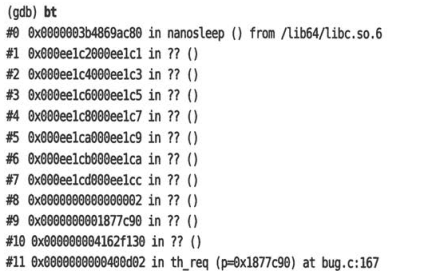 (gdb) bt
#0 0x0000003b4869ac80 in nanosleep () from /lib64/libc.so.6
#1 0x000ee1c2000ee1c1 in ?? ()
#2 0x000ee1c4000ee1c3 in ?? ()
#3 0x000ee1c6000ee1c5 in ?? ()
#4 0x000ee1c8000ee1c7 in ?? ()
#5 0x000ee1ca000ee1c9 in ?? ()
#6 0x000ee1cb000ee1ca in ?? ()
#7 0x000ee1cd000ee1cc in ?? ()
#8 0x0000000000000002 in ?? ()
#9 0x0000000001877c90 in ?? ()
#10 0x000000004162f130 in ?? ()
#11 0x0000000000400d02 in th_req (p=0x1877c90) at bug.c:167